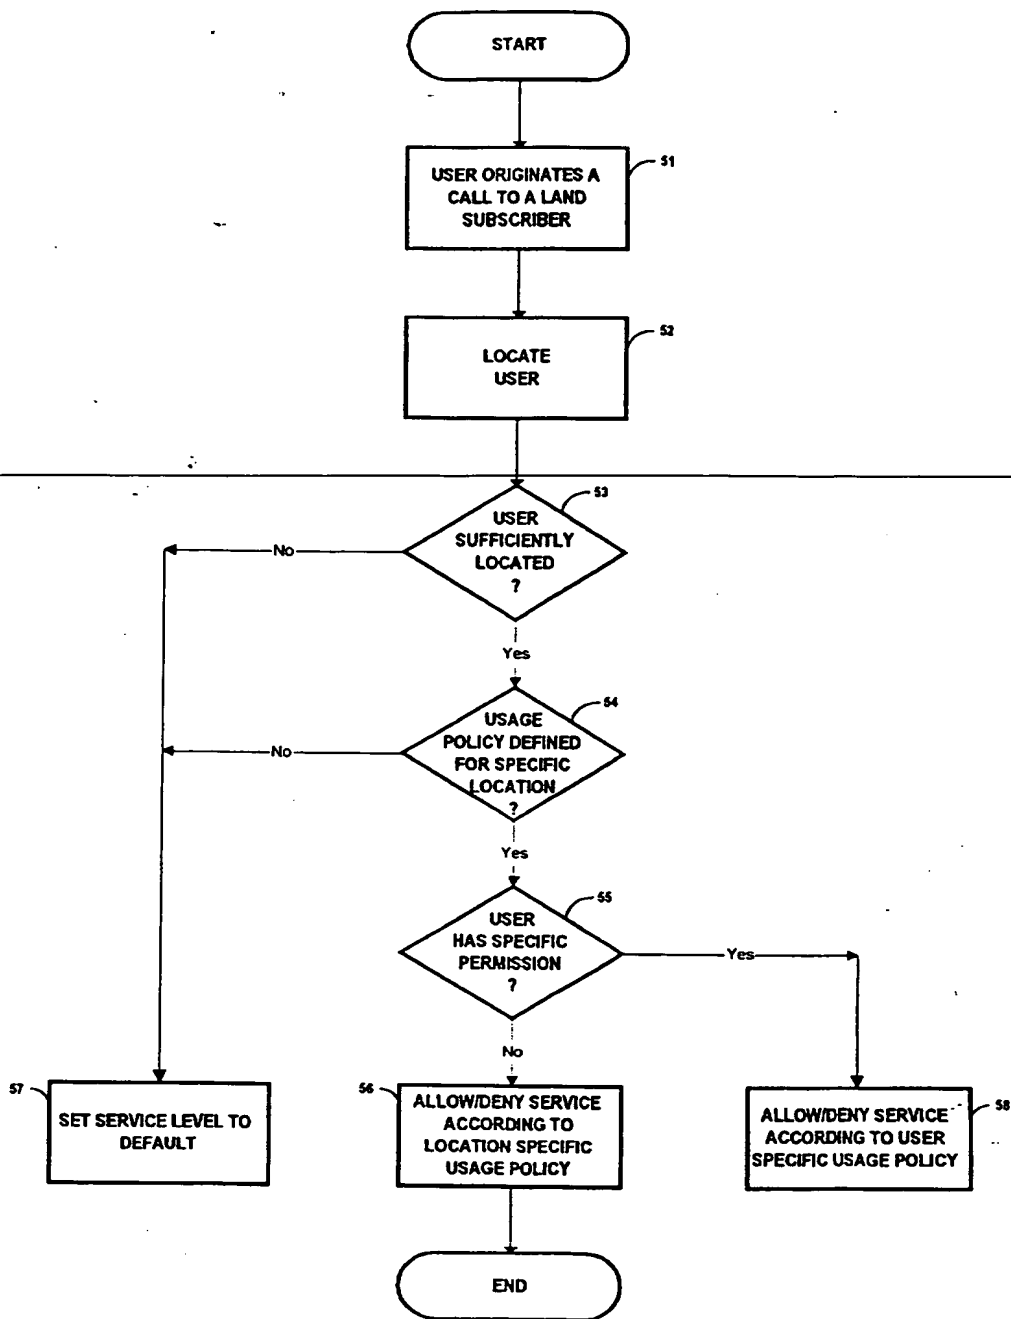 START
51
USER ORIGINATES A
CALL TO A LAND
SUBSCRIBER
52
LOCATE
USER
53
USER
SUFFICIENTLY
LOCATED
?
No
Yes
54
USAGE
POLICY DEFINED
FOR SPECIFIC
LOCATION
?
No
Yes
55
USER
HAS SPECIFIC
PERMISSION
?
Yes
No
57
SET SERVICE LEVEL TO
DEFAULT
56
ALLOW/DENY SERVICE
ACCORDING TO
LOCATION SPECIFIC
USAGE POLICY
58
ALLOW/DENY SERVICE
ACCORDING TO USER
SPECIFIC USAGE POLICY
END